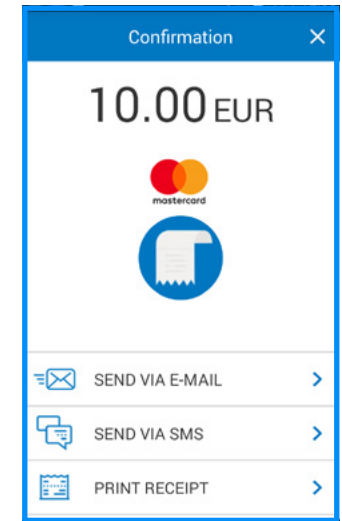 Confirmation
10.00 EUR
mastercard
SEND VIA E-MAIL
SEND VIA SMS
PRINT RECEIPT